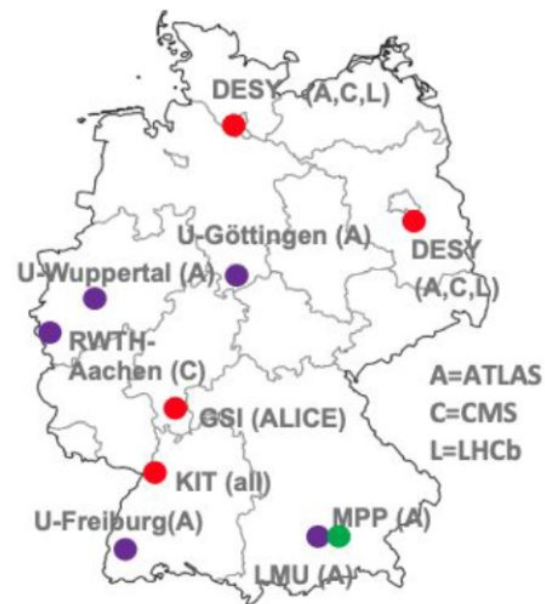 DESY (A,C,L)
U-Göttingen (A)
DESY
(A,C,L)
U-Wuppertal (A)
RWTH-
Aachen (C)
A=ATLAS
C=CMS
L=LHCb
GSI (ALICE)
KIT (all)
U-Freiburg(A)
MPP (A)
LMU (A)